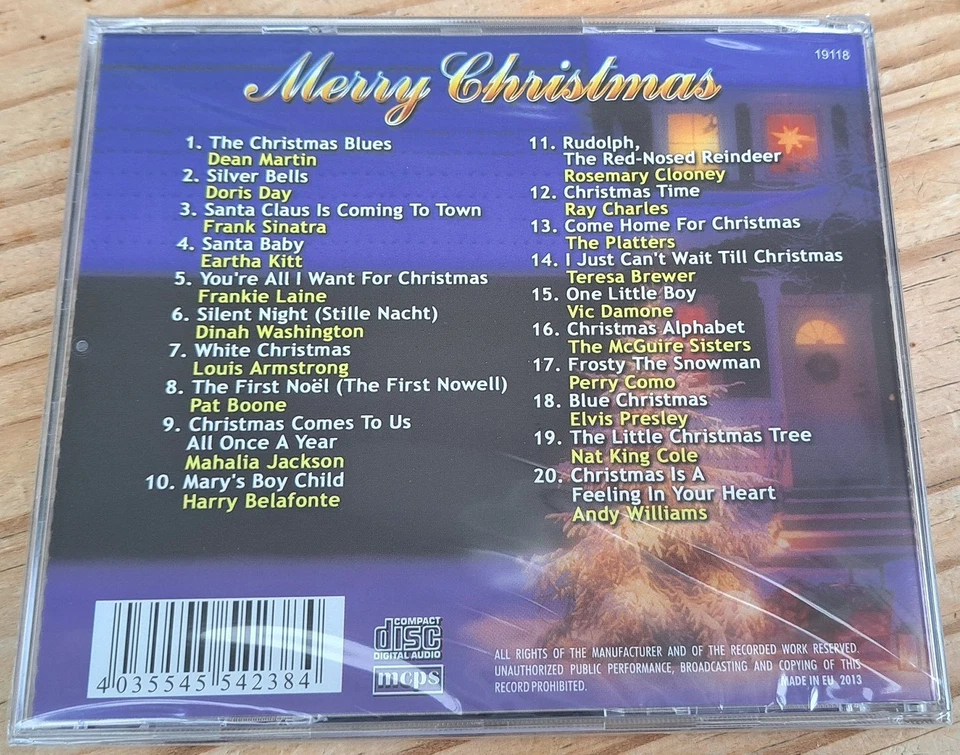 19118
Merry Christmas
1. The Christmas Blues
Dean Martin
2. Silver Bells
Doris Day
3. Santa Claus Is Coming To Town
Frank Sinatra
4. Santa Baby
Eartha Kitt
5. You're All I Want For Christmas
Frankie Laine
6. Silent Night (Stille Nacht)
Dinah Washington
7. White Christmas
Louis Armstrong
8. The First Noël (The First Nowell)
Pat Boone
9. Christmas Comes To Us
All Once A Year
Mahalia Jackson
10. Mary's Boy Child
Harry Belafonte
11. Rudolph,
The Red-Nosed Reindeer
Rosemary Clooney
12. Christmas Time
Ray Charles
13. Come Home For Christmas
The Platters
14. I Just Can't Wait Till Christmas
Teresa Brewer
15. One Little Boy
Vic Damone
16. Christmas Alphabet
The McGuire Sisters
17. Frosty The Snowman
Perry Como
18. Blue Christmas
Elvis Presley
19. The Little Christmas Tree
Nat King Cole
20. Christmas Is A
Feeling In Your Heart
Andy Williams
4 035545 542384
COMPACT
disc
DIGITAL AUDIO
mcps
ALL RIGHTS OF THE MANUFACTURER AND OF THE RECORDED WORK RESERVED.
UNAUTHORIZED PUBLIC PERFORMANCE, BROADCASTING AND COPYING OF THIS
RECORD PROHIBITED.
MADE IN EU 2013